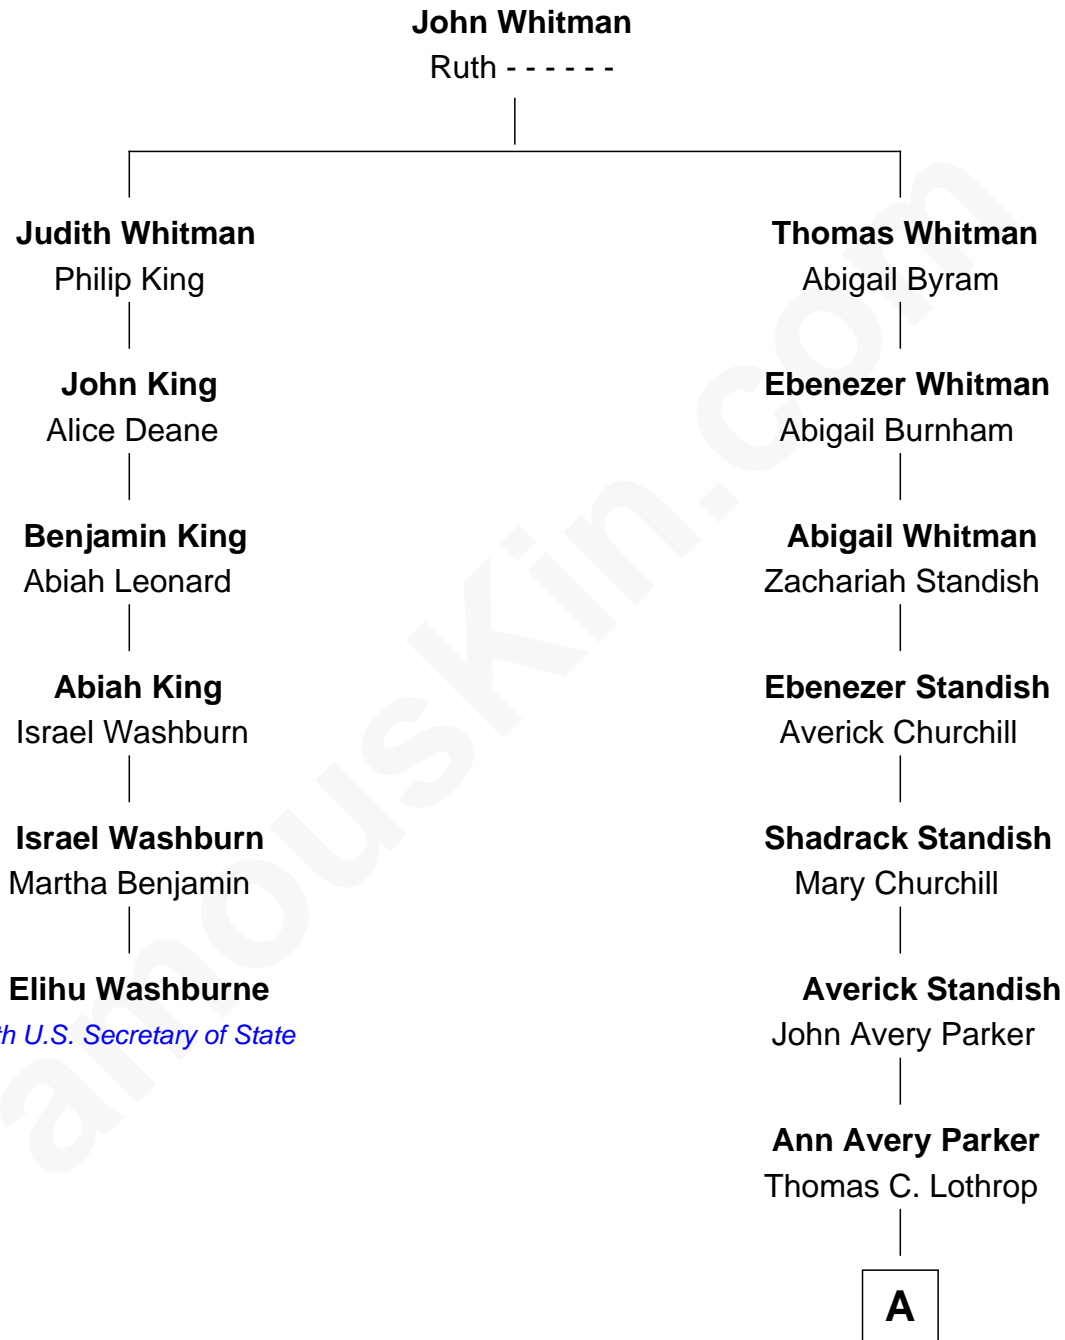 John Whitman
Ruth - - - - - -
Judith Whitman
Philip King
Thomas Whitman
Abigail Byram
John King
Alice Deane
Ebenezer Whitman
Abigail Burnham
Benjamin King
Abiah Leonard
Abigail Whitman
Zachariah Standish
Abiah King
Israel Washburn
Ebenezer Standish
Averick Churchill
Israel Washburn
Martha Benjamin
Shadrack Standish
Mary Churchill
Elihu Washburne
th U.S. Secretary of State
Averick Standish
John Avery Parker
Ann Avery Parker
Thomas C. Lothrop
A
amouskin.com